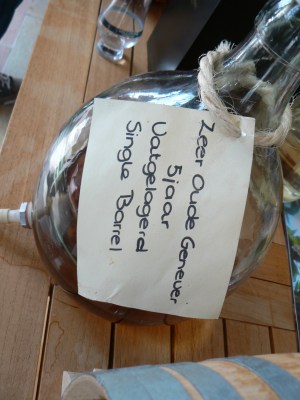 Zeer Oude Genever
5 jaar
Vatgelagerd
Single Barrel